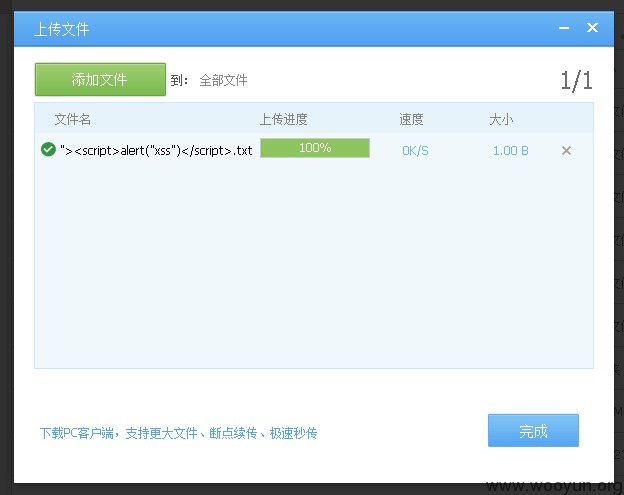 上传文件
添加文件 到： 全部文件 1/1
文件名 上传进度 速度 大小
"><script>alert("xss")</script>.txt 100% 0K/S 1.00 B
下载PC客户端，支持更大文件、断点续传、极速秒传
完成
www.wooyun.org